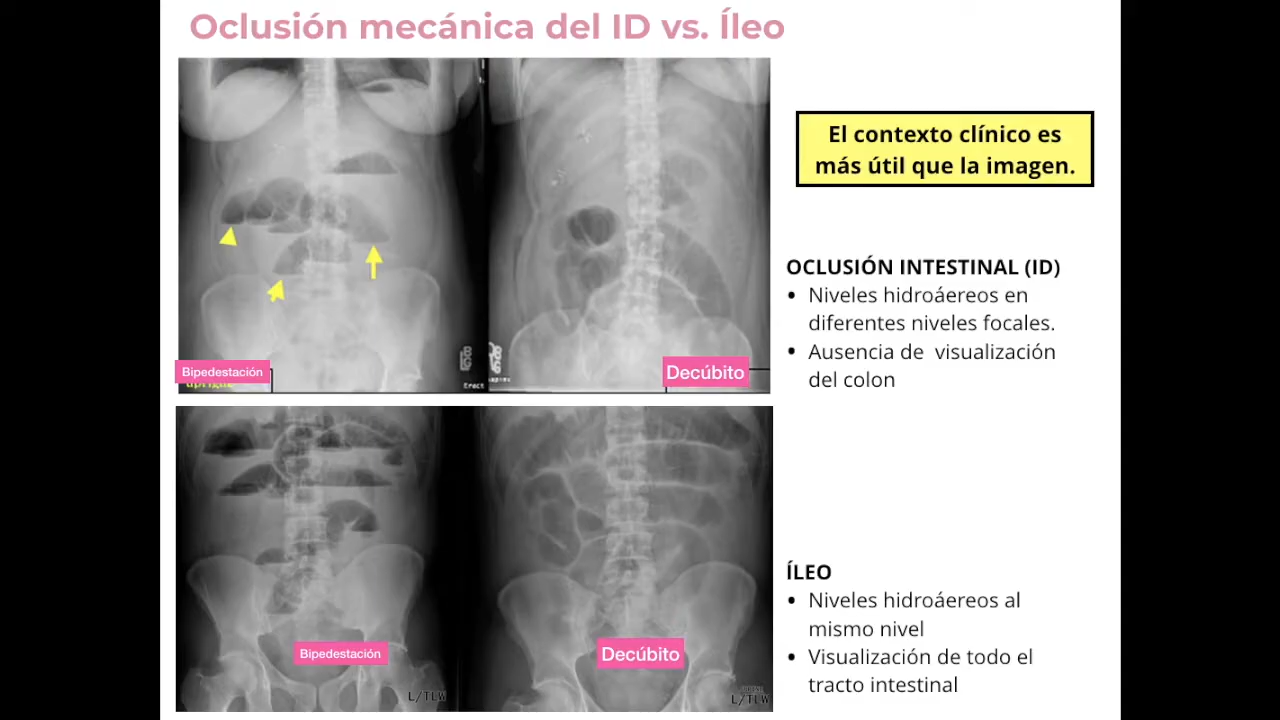 Oclusión mecánica del ID vs. Íleo
El contexto clínico es
más útil que la imagen.
OCLUSIÓN INTESTINAL (ID)
• Niveles hidroáereos en
diferentes niveles focales.
• Ausencia de visualización
del colon
Bipedestación
Erect
Decúbito
ÍLEO
• Niveles hidroáereos al
mismo nivel
• Visualización de todo el
tracto intestinal
Bipedestación
L/TLW
Decúbito
L/TLW